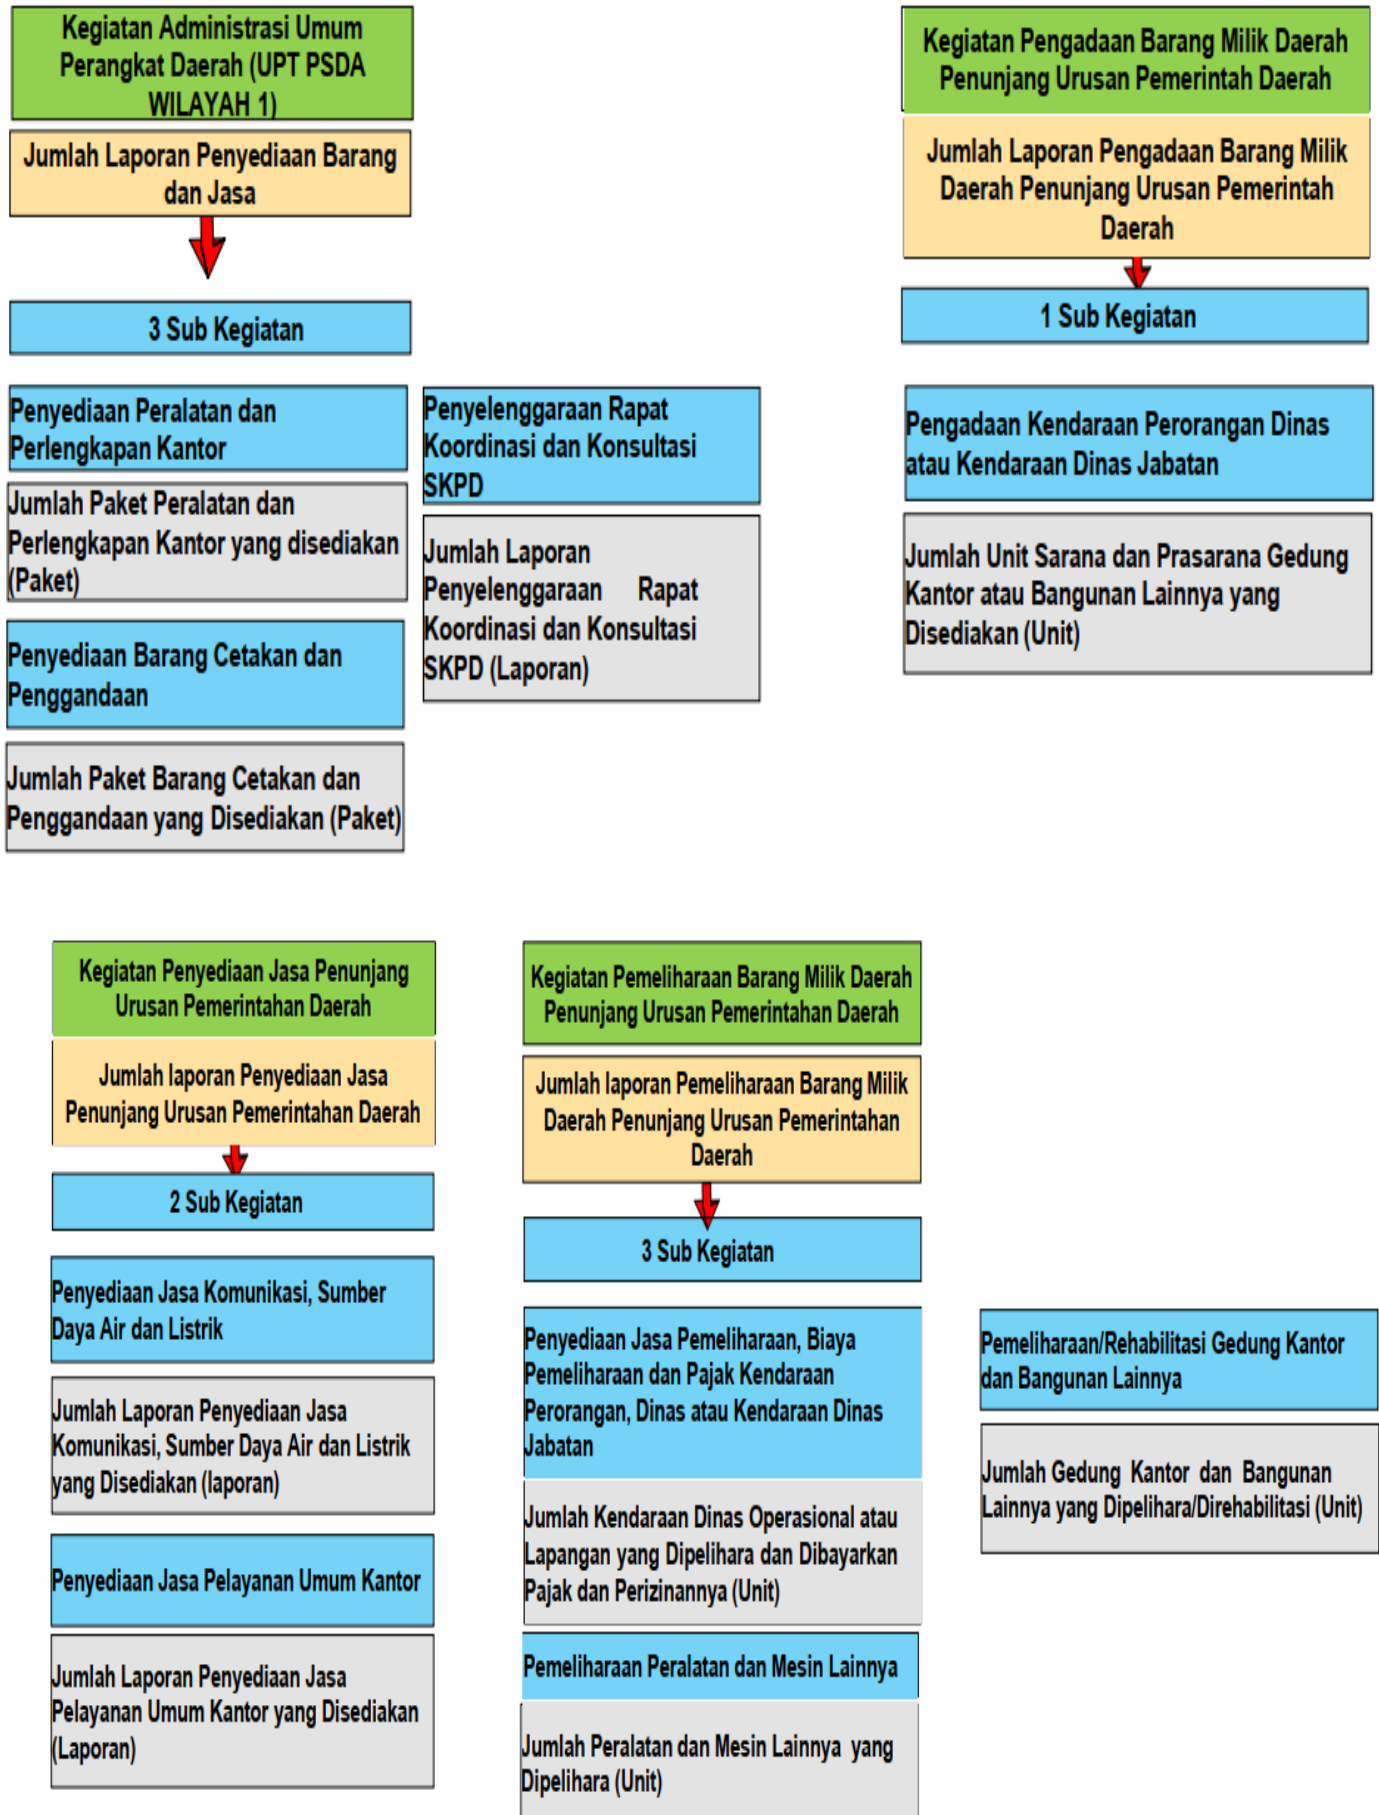 Kegiatan Administrasi Umum
Perangkat Daerah (UPT PSDA
WILAYAH 1)
Jumlah Laporan Penyediaan Barang
dan Jasa
3 Sub Kegiatan
Penyediaan Peralatan dan
Perlengkapan Kantor
Jumlah Paket Peralatan dan
Perlengkapan Kantor yang disediakan
(Paket)
Penyediaan Barang Cetakan dan
Penggandaan
Jumlah Paket Barang Cetakan dan
Penggandaan yang Disediakan (Paket)
Penyelenggaraan Rapat
Koordinasi dan Konsultasi
SKPD
Jumlah Laporan
Penyelenggaraan Rapat
Koordinasi dan Konsultasi
SKPD (Laporan)
Kegiatan Pengadaan Barang Milik Daerah
Penunjang Urusan Pemerintah Daerah
Jumlah Laporan Pengadaan Barang Milik
Daerah Penunjang Urusan Pemerintah
Daerah
1 Sub Kegiatan
Pengadaan Kendaraan Perorangan Dinas
atau Kendaraan Dinas Jabatan
Jumlah Unit Sarana dan Prasarana Gedung
Kantor atau Bangunan Lainnya yang
Disediakan (Unit)
Kegiatan Penyediaan Jasa Penunjang
Urusan Pemerintahan Daerah
Jumlah laporan Penyediaan Jasa
Penunjang Urusan Pemerintahan Daerah
2 Sub Kegiatan
Penyediaan Jasa Komunikasi, Sumber
Daya Air dan Listrik
Jumlah Laporan Penyediaan Jasa
Komunikasi, Sumber Daya Air dan Listrik
yang Disediakan (laporan)
Penyediaan Jasa Pelayanan Umum Kantor
Jumlah Laporan Penyediaan Jasa
Pelayanan Umum Kantor yang Disediakan
(Laporan)
Kegiatan Pemeliharaan Barang Milik Daerah
Penunjang Urusan Pemerintahan Daerah
Jumlah laporan Pemeliharaan Barang Milik
Daerah Penunjang Urusan Pemerintahan
Daerah
3 Sub Kegiatan
Penyediaan Jasa Pemeliharaan, Biaya
Pemeliharaan dan Pajak Kendaraan
Perorangan, Dinas atau Kendaraan Dinas
Jabatan
Jumlah Kendaraan Dinas Operasional atau
Lapangan yang Dipelihara dan Dibayarkan
Pajak dan Perizinannya (Unit)
Pemeliharaan Peralatan dan Mesin Lainnya
Jumlah Peralatan dan Mesin Lainnya yang
Dipelihara (Unit)
Pemeliharaan/Rehabilitasi Gedung Kantor
dan Bangunan Lainnya
Jumlah Gedung Kantor dan Bangunan
Lainnya yang Dipelihara/Direhabilitasi (Unit)